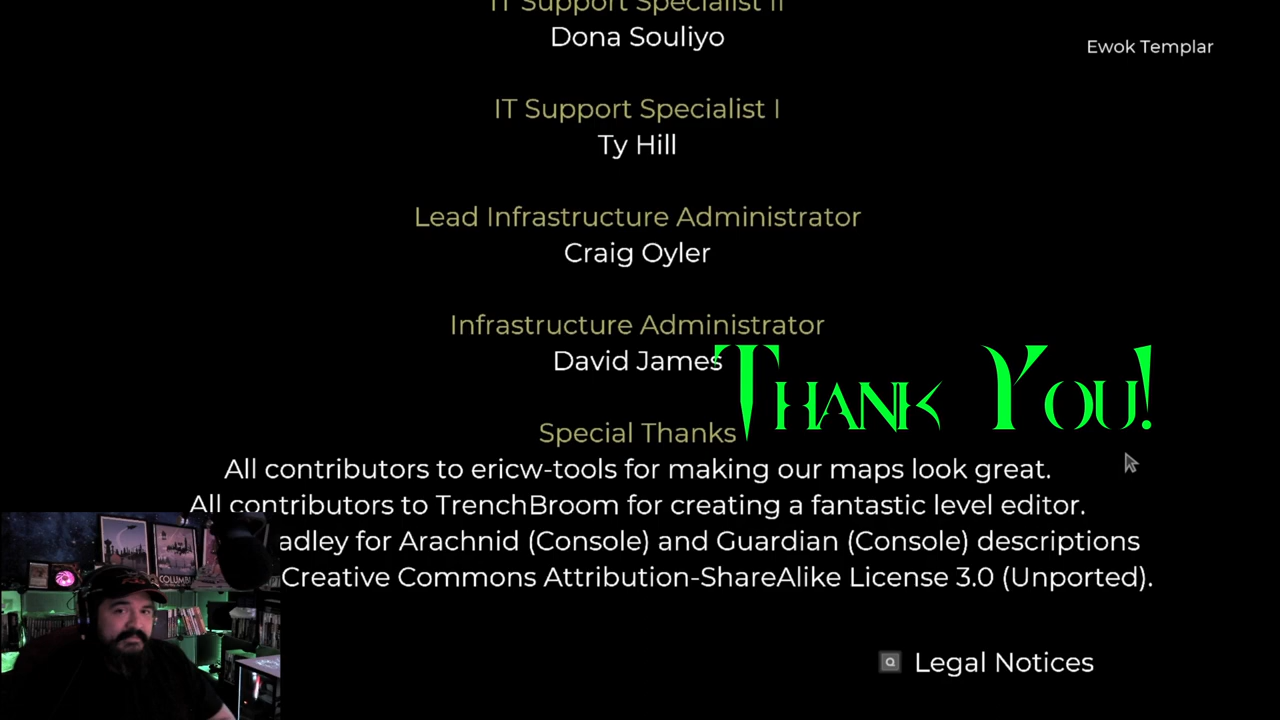 IT Support Specialist II
Dona Souliyo
Ewok Templar
IT Support Specialist I
Ty Hill
Lead Infrastructure Administrator
Craig Oyler
Infrastructure Administrator
David James
Thank You!
Special Thanks
All contributors to ericw-tools for making our maps look great.
All contributors to TrenchBroom for creating a fantastic level editor.
adley for Arachnid (Console) and Guardian (Console) descriptions
Creative Commons Attribution-ShareAlike License 3.0 (Unported).
COLUMBI
Q Legal Notices